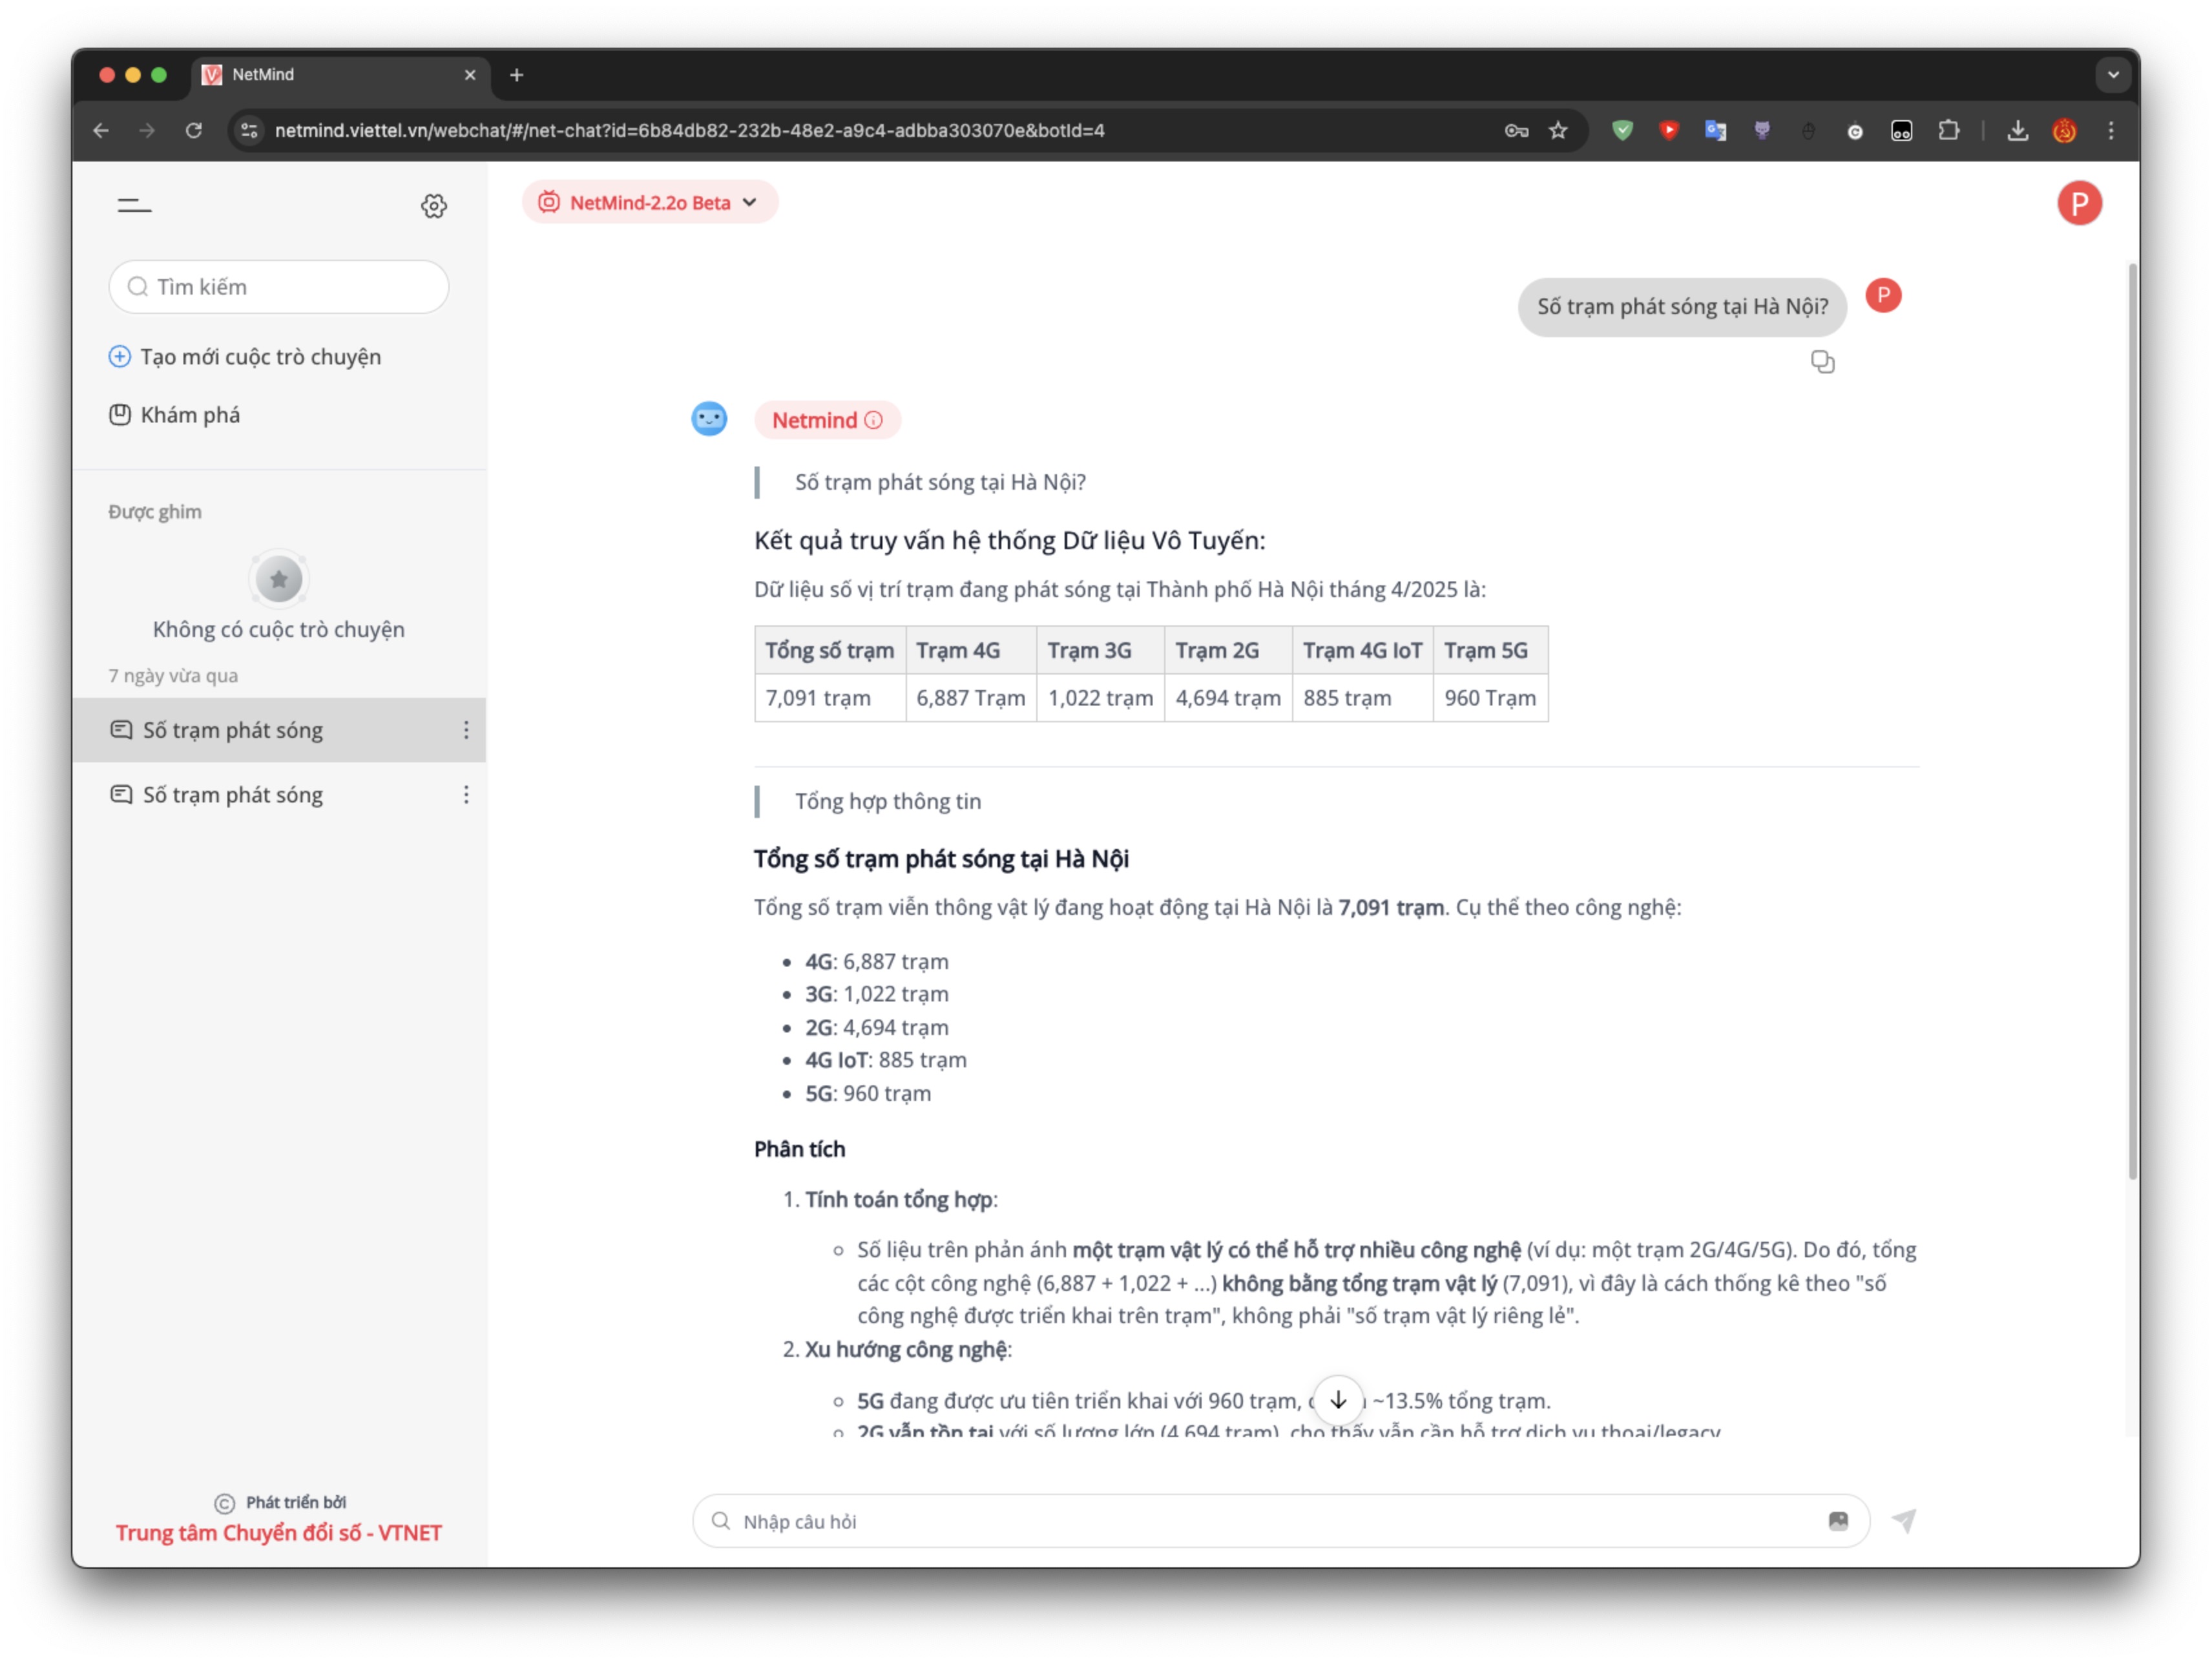 NetMind
netmind.viettel.vn/webchat/#/net-chat?id=6b84db82-232b-48e2-a9c4-adbba303070e&botId=4
Tìm kiếm
Tạo mới cuộc trò chuyện
Khám phá
Được ghim
Không có cuộc trò chuyện
7 ngày vừa qua
Số trạm phát sóng
Số trạm phát sóng
Phát triển bởi
Trung tâm Chuyển đổi số - VTNET
NetMind-2.2o Beta
P
Số trạm phát sóng tại Hà Nội?
P
Netmind
Số trạm phát sóng tại Hà Nội?
Kết quả truy vấn hệ thống Dữ liệu Vô Tuyến:
Dữ liệu số vị trí trạm đang phát sóng tại Thành phố Hà Nội tháng 4/2025 là:
Tổng số trạm Trạm 4G Trạm 3G Trạm 2G Trạm 4G IoT Trạm 5G
7,091 trạm 6,887 Trạm 1,022 trạm 4,694 trạm 885 trạm 960 Trạm
Tổng hợp thông tin
Tổng số trạm phát sóng tại Hà Nội
Tổng số trạm viễn thông vật lý đang hoạt động tại Hà Nội là 7,091 trạm. Cụ thể theo công nghệ:
4G: 6,887 trạm
3G: 1,022 trạm
2G: 4,694 trạm
4G IoT: 885 trạm
5G: 960 trạm
Phân tích
1. Tính toán tổng hợp:
Số liệu trên phản ánh một trạm vật lý có thể hỗ trợ nhiều công nghệ (ví dụ: một trạm 2G/4G/5G). Do đó, tổng
các cột công nghệ (6,887 + 1,022 + ...) không bằng tổng trạm vật lý (7,091), vì đây là cách thống kê theo "số
công nghệ được triển khai trên trạm", không phải "số trạm vật lý riêng lẻ".
2. Xu hướng công nghệ:
5G đang được ưu tiên triển khai với 960 trạm, ~13.5% tổng trạm.
2G vẫn tồn tại với số lượng lớn (4,694 trạm), cho thấy vẫn cần hỗ trợ dịch vụ thoại/legacy
Nhập câu hỏi